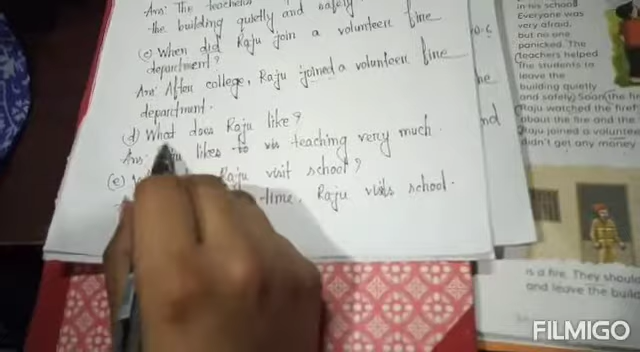 Ans: The teachers
the building quietly and safely
(c) When did Raju join a volunteer fire
department?
Ans: After college, Raju joined a volunteer fire
department.
(d) What does Raju like?
Ans: likes to teaching very much.
(e) Raju visit school?
time, Raju visits school.
nd
in his school
Everyone was
very afraid,
but no one
panicked. The
teachers helped
The students to
leave the
building quietly
and safely. Soon, the
Raju watched the
about the fire and the
Raju joined a volunteer
didn't get any money
is a fire. They should
and leave the
FILMIGO